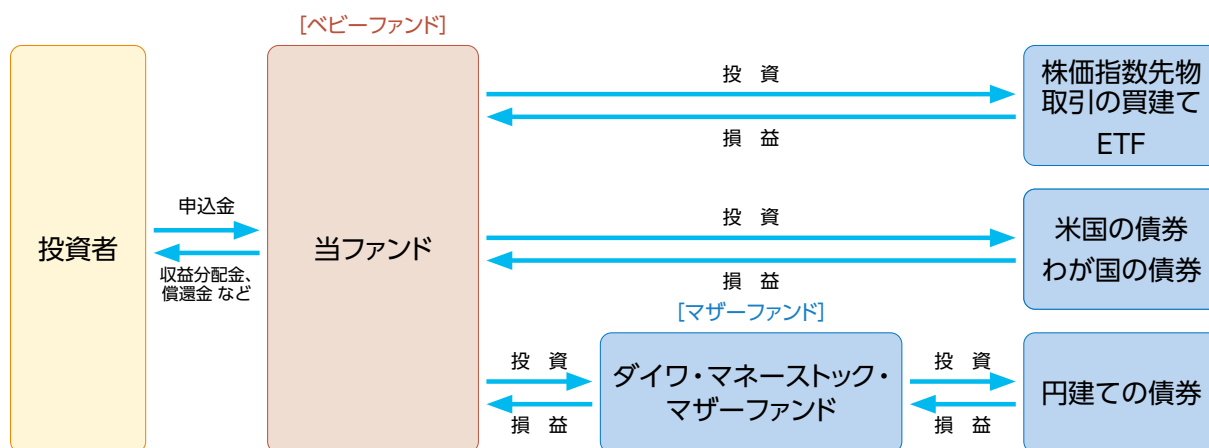 [ベビーファンド]
投資者
申込金
収益分配金、
償還金 など
当ファンド
投 資
損 益
株価指数先物
取引の買建て
ETF
投 資
損 益
米国の債券
わが国の債券
[マザーファンド]
投 資
損 益
ダイワ・マネーストック・
マザーファンド
投 資
損 益
円建ての債券